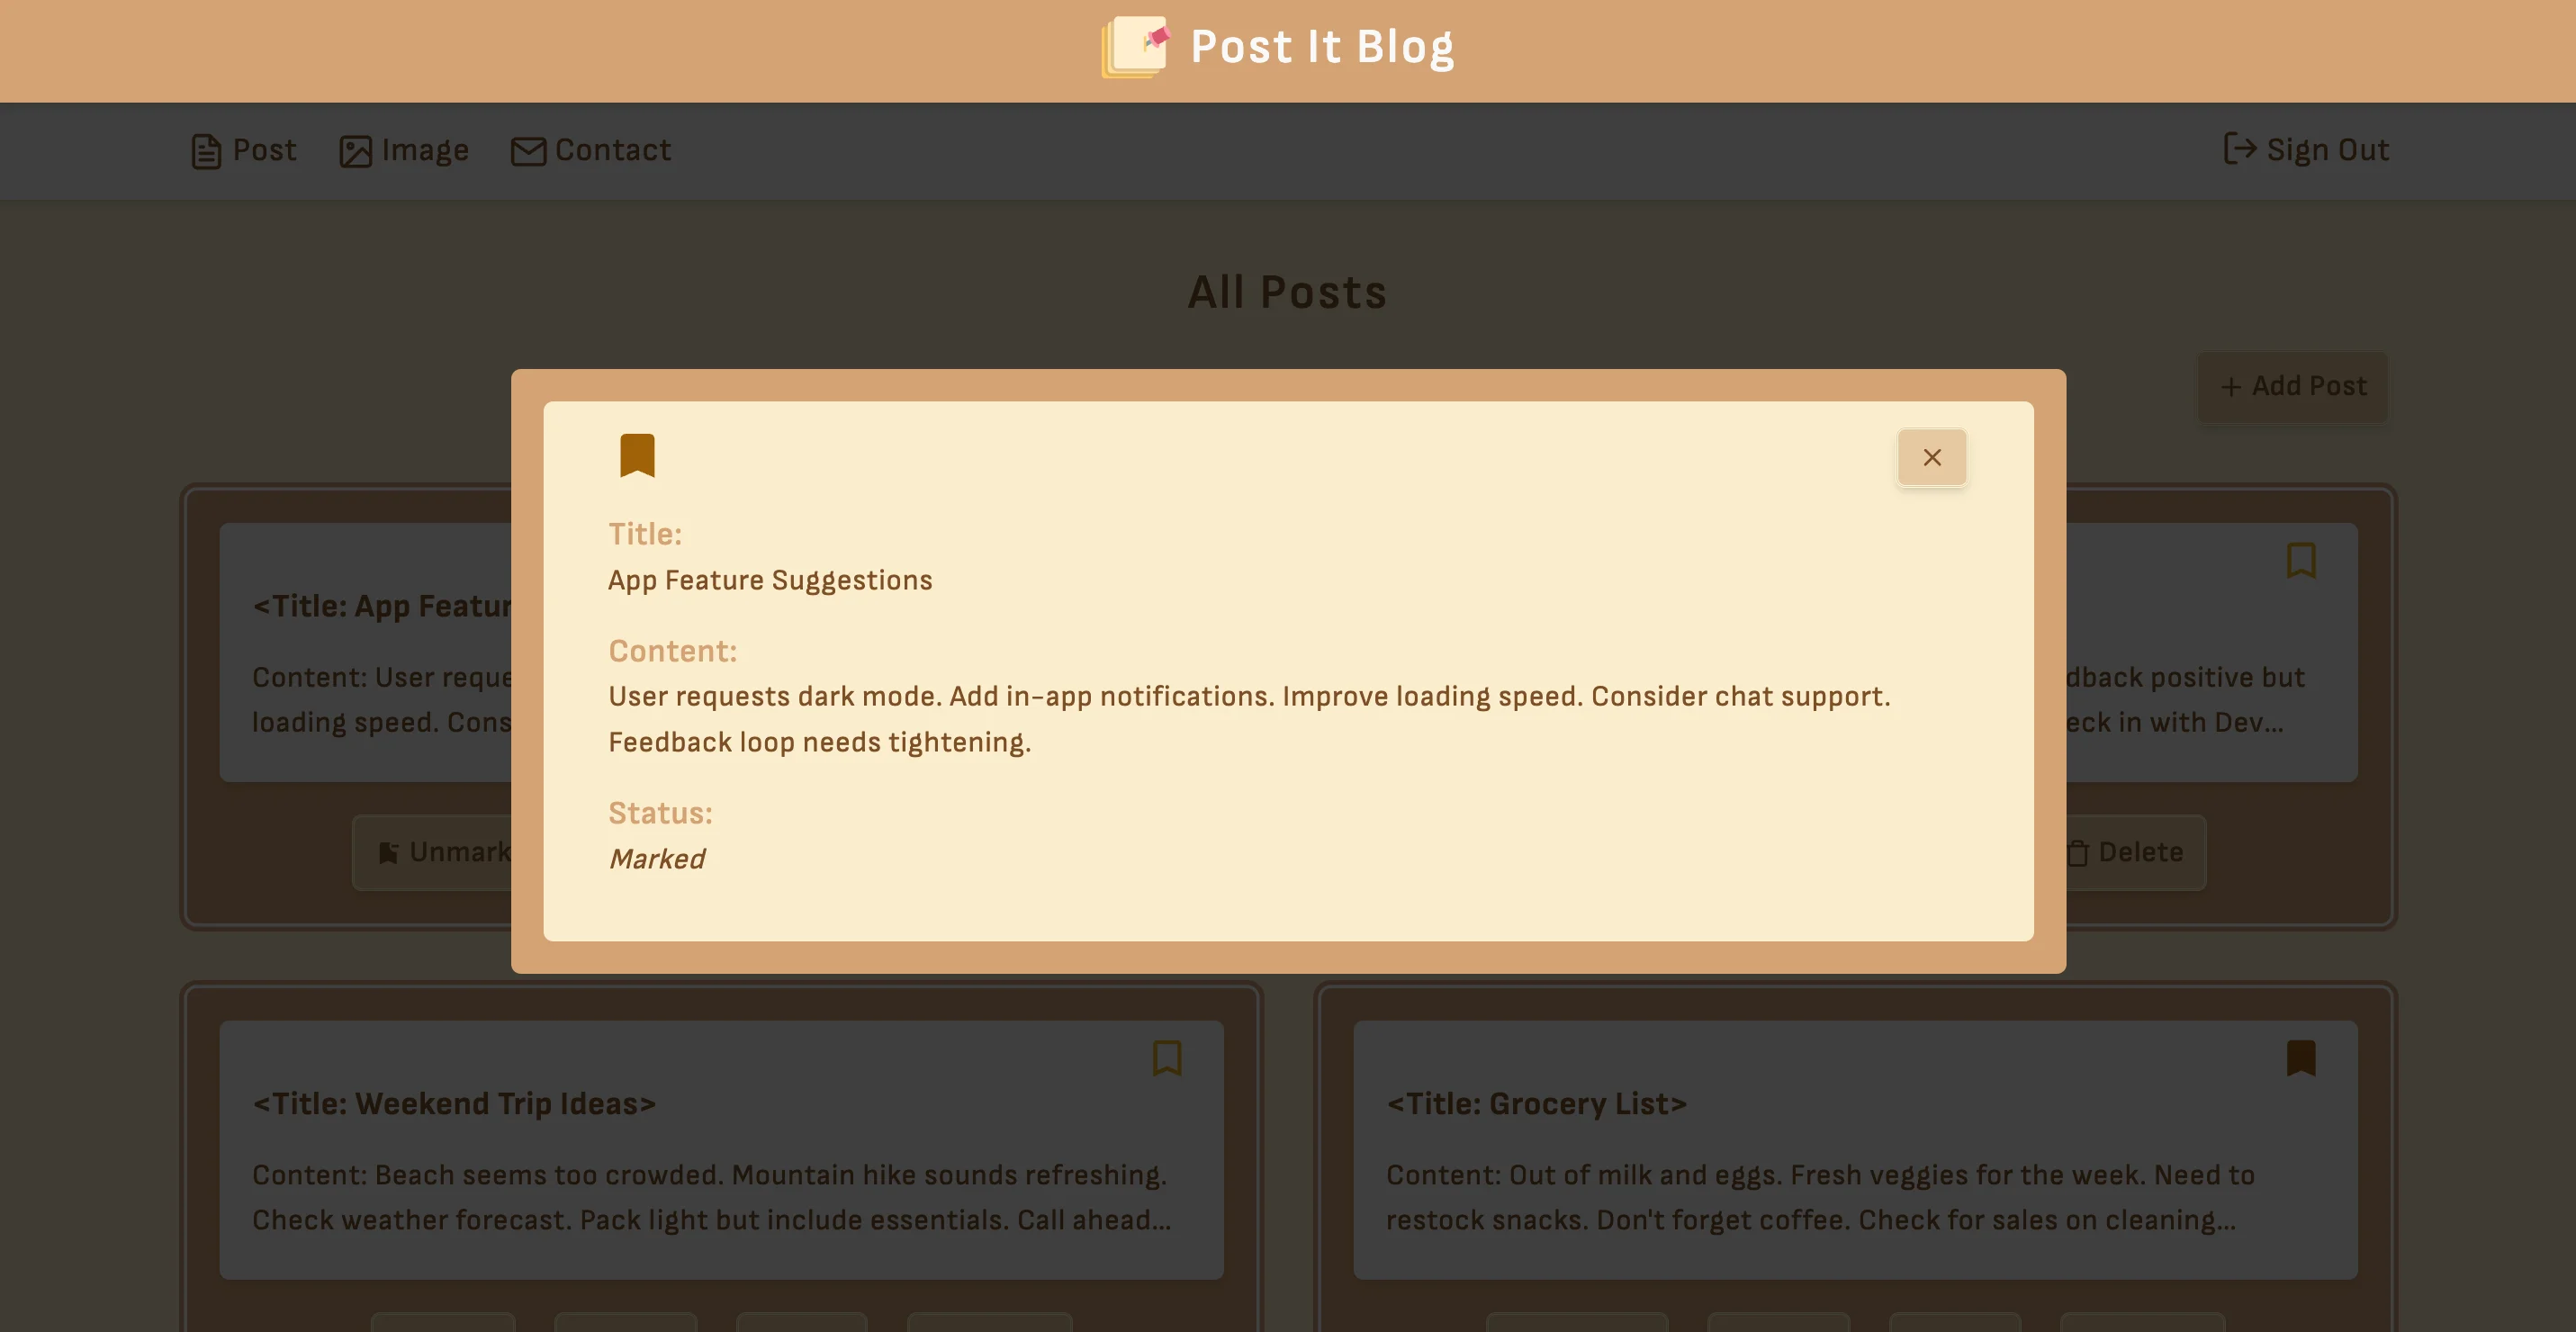 Post It Blog
Post
Image
Contact
Sign Out
All Posts
+ Add Post
Title:
App Feature Suggestions
Content:
User requests dark mode. Add in-app notifications. Improve loading speed. Consider chat support.
Feedback loop needs tightening.
Status:
Marked
<Title: App Featur
Content: User reque
loading speed. Cons
Unmark
dback positive but
eck in with Dev...
Delete
<Title: Weekend Trip Ideas>
Content: Beach seems too crowded. Mountain hike sounds refreshing.
Check weather forecast. Pack light but include essentials. Call ahead...
<Title: Grocery List>
Content: Out of milk and eggs. Fresh veggies for the week. Need to
restock snacks. Don't forget coffee. Check for sales on cleaning...